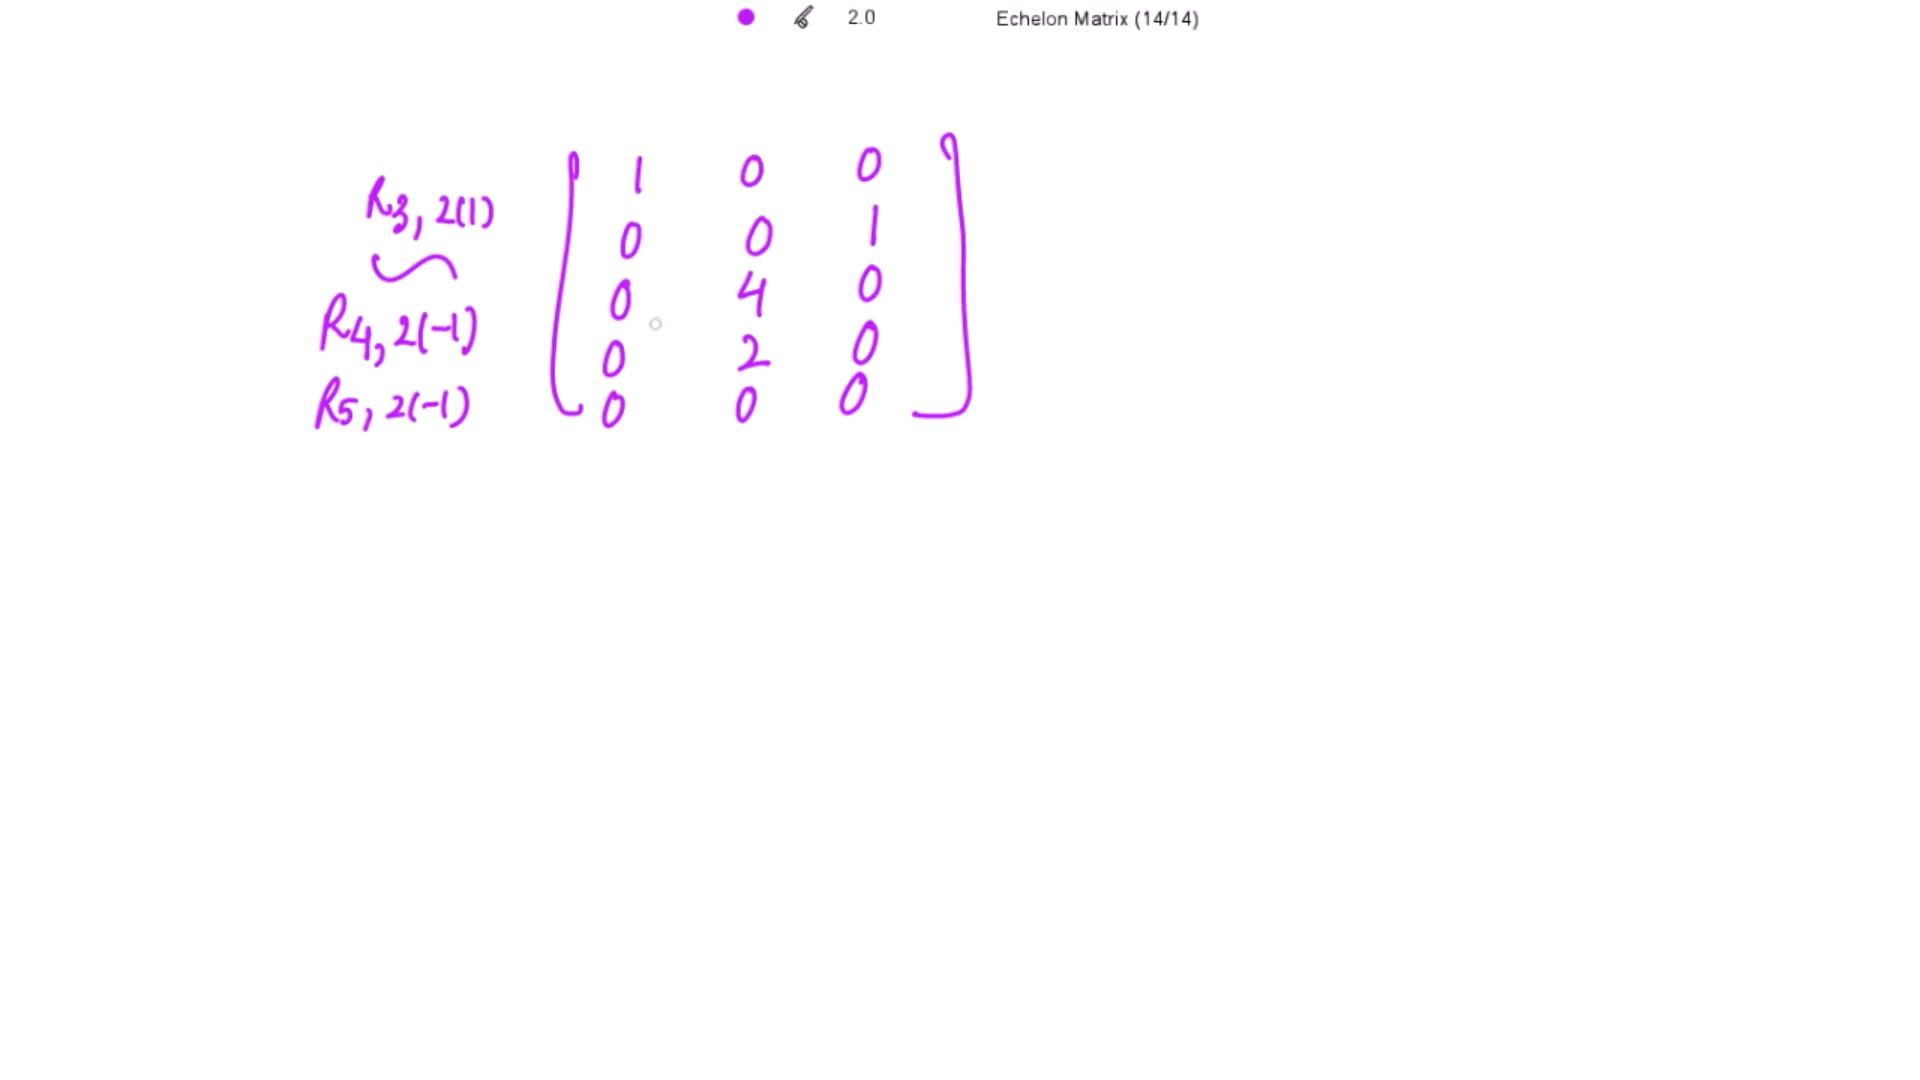 2.0 Echelon Matrix (14/14)
R3, 2(1)
~
R4, 2(-1)
R5, 2(-1)
1 0 0
0 0 1
0 4 0
0 2 0
0 0 0